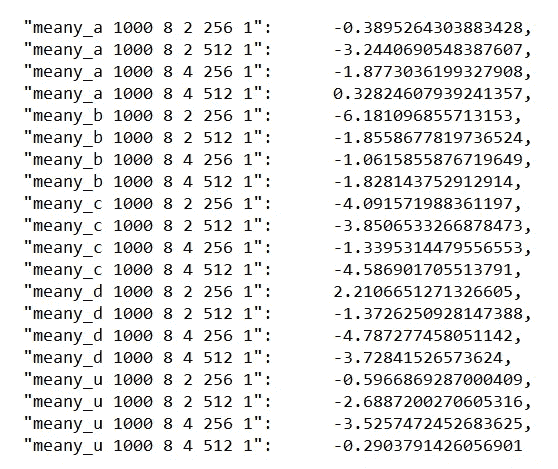 "meany_a 1000 8 2 256 1": -0.3895264303883428,
"meany_a 1000 8 2 512 1": -3.2440690548387607,
"meany_a 1000 8 4 256 1": -1.8773036199327908,
"meany_a 1000 8 4 512 1": 0.32824607939241357,
"meany_b 1000 8 2 256 1": -6.181096855713153,
"meany_b 1000 8 2 512 1": -1.8558677819736524,
"meany_b 1000 8 4 256 1": -1.0615855876719649,
"meany_b 1000 8 4 512 1": -1.828143752912914,
"meany_c 1000 8 2 256 1": -4.091571988361197,
"meany_c 1000 8 2 512 1": -3.8506533266878473,
"meany_c 1000 8 4 256 1": -1.3395314479556553,
"meany_c 1000 8 4 512 1": -4.586901705513791,
"meany_d 1000 8 2 256 1": 2.2106651271326605,
"meany_d 1000 8 2 512 1": -1.3726250928147388,
"meany_d 1000 8 4 256 1": -4.787277458051142,
"meany_d 1000 8 4 512 1": -3.72841526573624,
"meany_u 1000 8 2 256 1": -0.5966869287000409,
"meany_u 1000 8 2 512 1": -2.6887200270605316,
"meany_u 1000 8 4 256 1": -3.5257472452683625,
"meany_u 1000 8 4 512 1": -0.2903791426056901